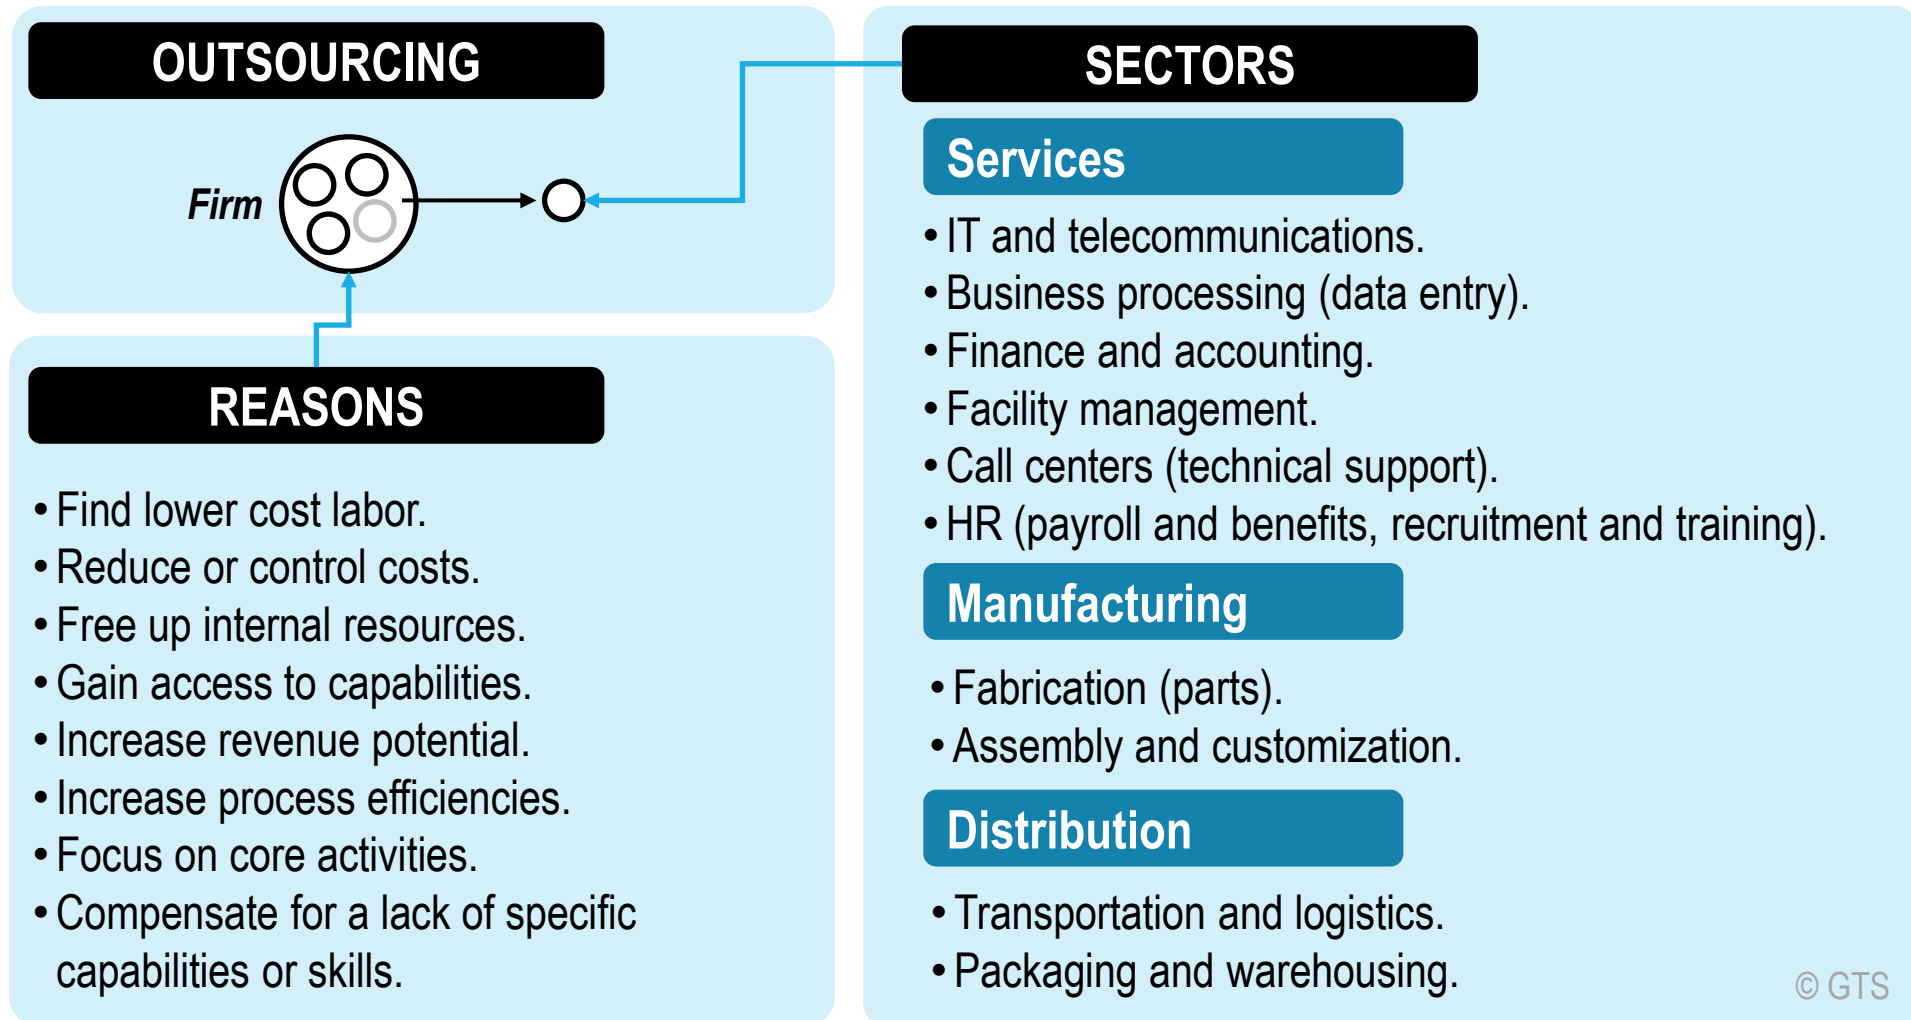 OUTSOURCING
Firm
REASONS
• Find lower cost labor.
• Reduce or control costs.
• Free up internal resources.
• Gain access to capabilities.
• Increase revenue potential.
• Increase process efficiencies.
• Focus on core activities.
• Compensate for a lack of specific
capabilities or skills.
SECTORS
Services
• IT and telecommunications.
• Business processing (data entry).
• Finance and accounting.
• Facility management.
• Call centers (technical support).
• HR (payroll and benefits, recruitment and training).
Manufacturing
• Fabrication (parts).
• Assembly and customization.
Distribution
• Transportation and logistics.
• Packaging and warehousing.
© GTS